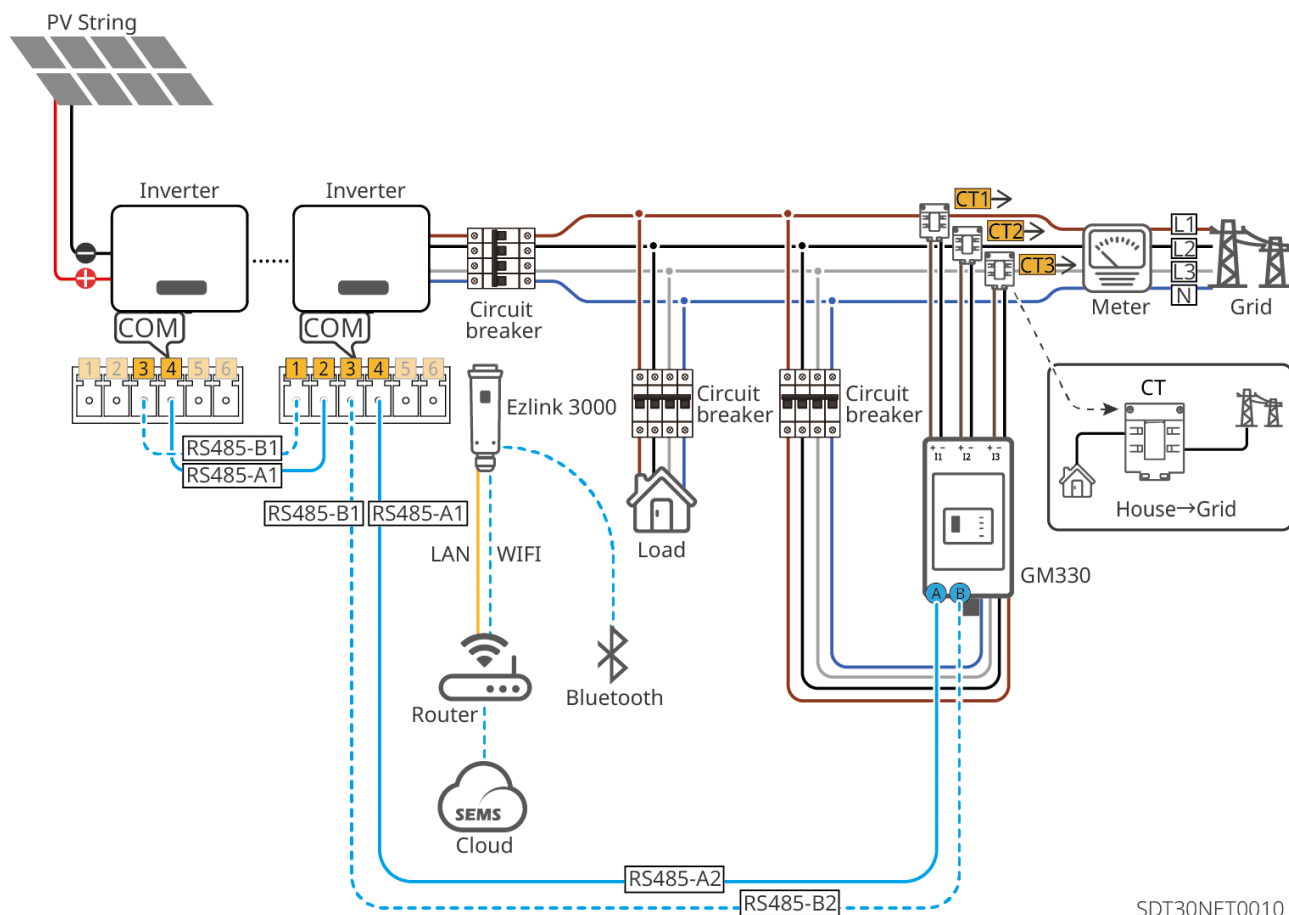 PV String
Inverter
Inverter
CT1
CT2
CT3
L1
L2
L3
N
Circuit
breaker
Meter
Grid
COM
COM
1 2 3 4 5 6
1 2 3 4 5 6
Ezlink 3000
Circuit
breaker
Circuit
breaker
CT
House→Grid
RS485-B1
RS485-A1
RS485-B1
RS485-A1
+ - + - + -
I1 I2 I3
LAN
WIFI
Load
GM330
A B
Router
Bluetooth
SEMS
Cloud
RS485-A2
RS485-B2
SDT30NET0010